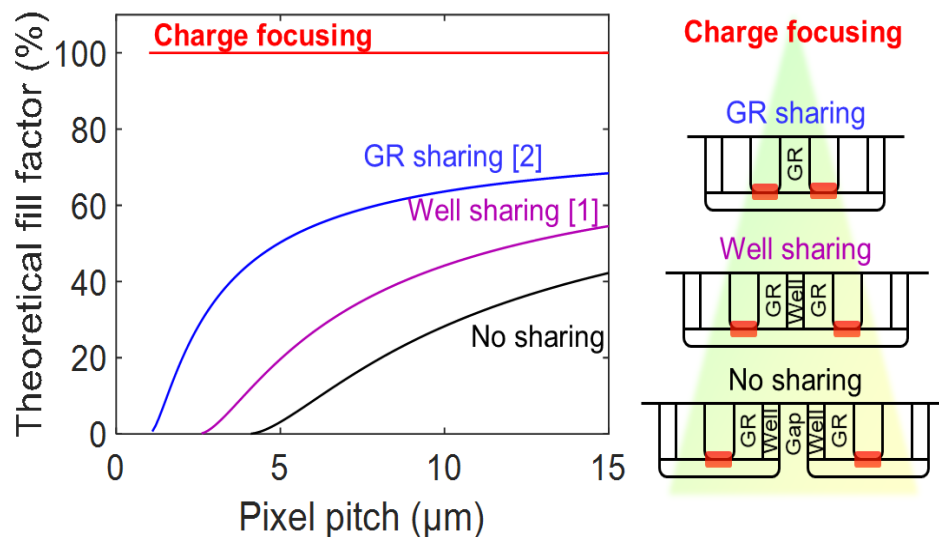 Theoretical fill factor (%)
100
80
60
40
20
0
0
5
10
15
Pixel pitch (µm)
Charge focusing
GR sharing [2]
Well sharing [1]
No sharing
Charge focusing
GR sharing
GR
Well sharing
GR Well GR
No sharing
GR Well Gap Well GR